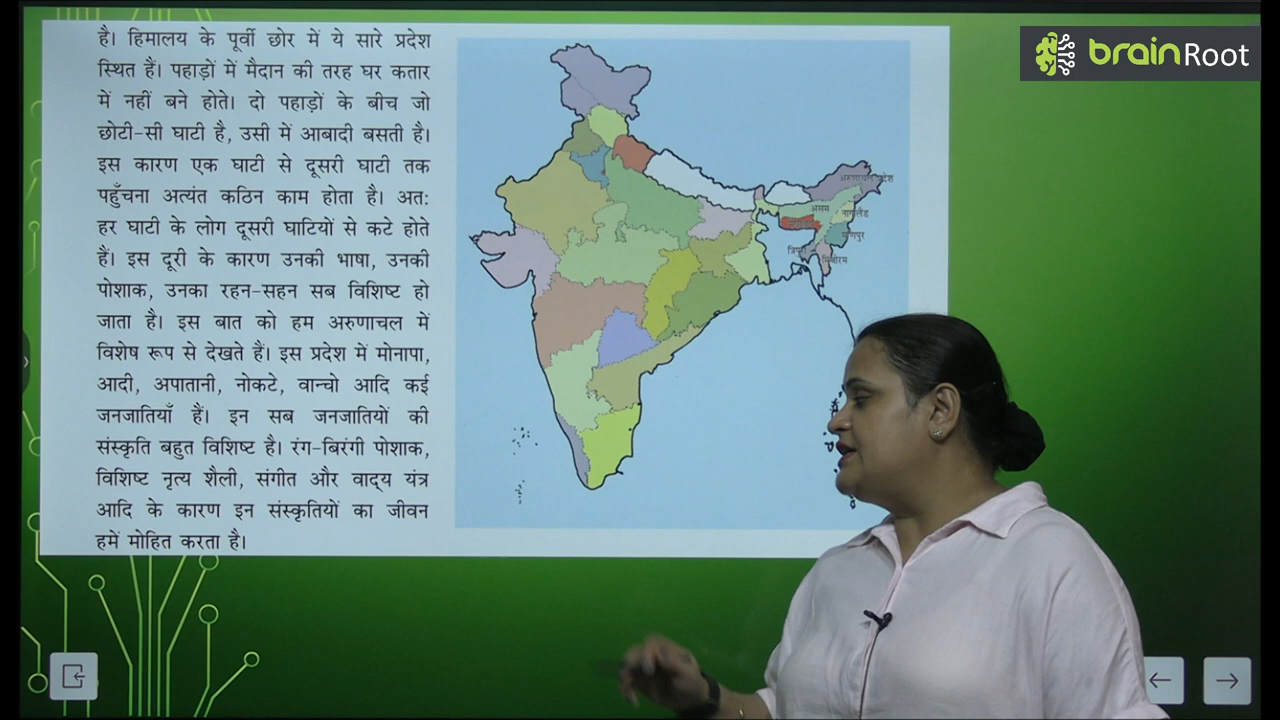 है। हिमालय के पूर्वी छोर में ये सारे प्रदेश
स्थित हैं। पहाड़ों में मैदान की तरह घर कतार
में नहीं बने होते। दो पहाड़ों के बीच जो
छोटी-सी घाटी है, उसी में आबादी बसती है।
इस कारण एक घाटी से दूसरी घाटी तक
पहुँचना अत्यंत कठिन काम होता है। अतः
हर घाटी के लोग दूसरी घाटियों से कटे होते
हैं। इस दूरी के कारण उनकी भाषा, उनकी
पोशाक, उनका रहन-सहन सब विशिष्ट हो
जाता है। इस बात को हम अरुणाचल में
विशेष रूप से देखते हैं। इस प्रदेश में मोनापा,
आदी, अपातानी, नोकटे, वान्चो आदि कई
जनजातियाँ हैं। इन सब जनजातियों की
संस्कृति बहुत विशिष्ट है। रंग-बिरंगी पोशाक,
विशिष्ट नृत्य शैली, संगीत और वाद्य यंत्र
आदि के कारण इन संस्कृतियों का जीवन
हमें मोहित करता है।
brainRoot
अरुणाचल प्रदेश
असम
नागालैंड